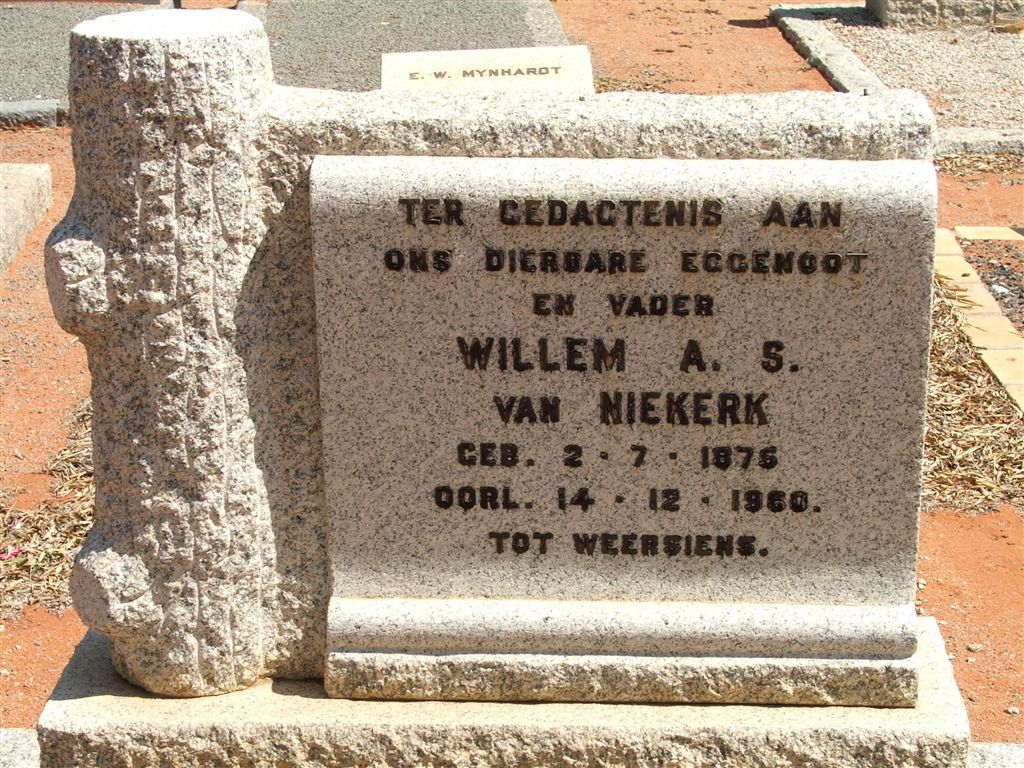 E. W. MYNHARDT
TER GEDAGTENIS AAN
ONS DIERBARE EGGENOOT
EN VADER
WILLEM A. S.
VAN NIEKERK
GEB. 2 - 7 - 1875
OORL. 14 - 12 - 1960.
TOT WEERSIENS.